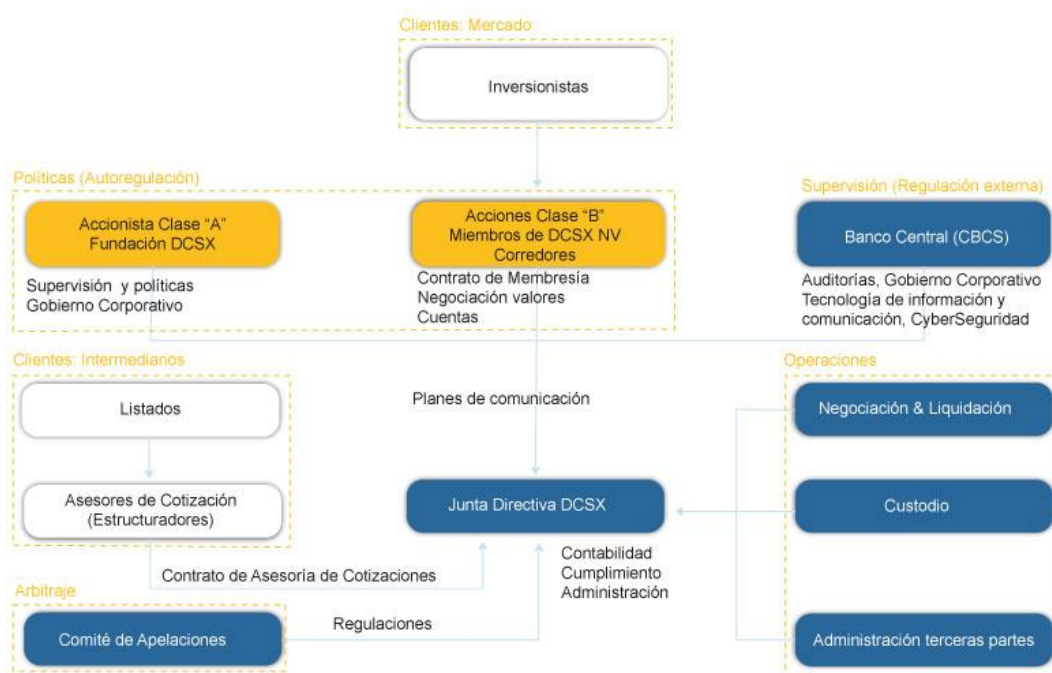 Clientes: Mercado
Inversionistas
Políticas (Autoregulación)
Accionista Clase “A”
Fundación DCSX
Supervisión y políticas
Gobierno Corporativo
Acciones Clase “B”
Miembros de DCSX NV
Corredores
Contrato de Membresía
Negociación valores
Cuentas
Supervisión (Regulación externa)
Banco Central (CBCS)
Auditorías, Gobierno Corporativo
Tecnología de información y
comunicación, CyberSeguridad
Clientes: Intermediarios
Listados
Asesores de Cotización
(Estructuradores)
Planes de comunicación
Junta Directiva DCSX
Contabilidad
Cumplimiento
Administración
Contrato de Asesoría de Cotizaciones
Operaciones
Negociación & Liquidación
Custodio
Administración terceras partes
Arbitraje
Comité de Apelaciones
Regulaciones